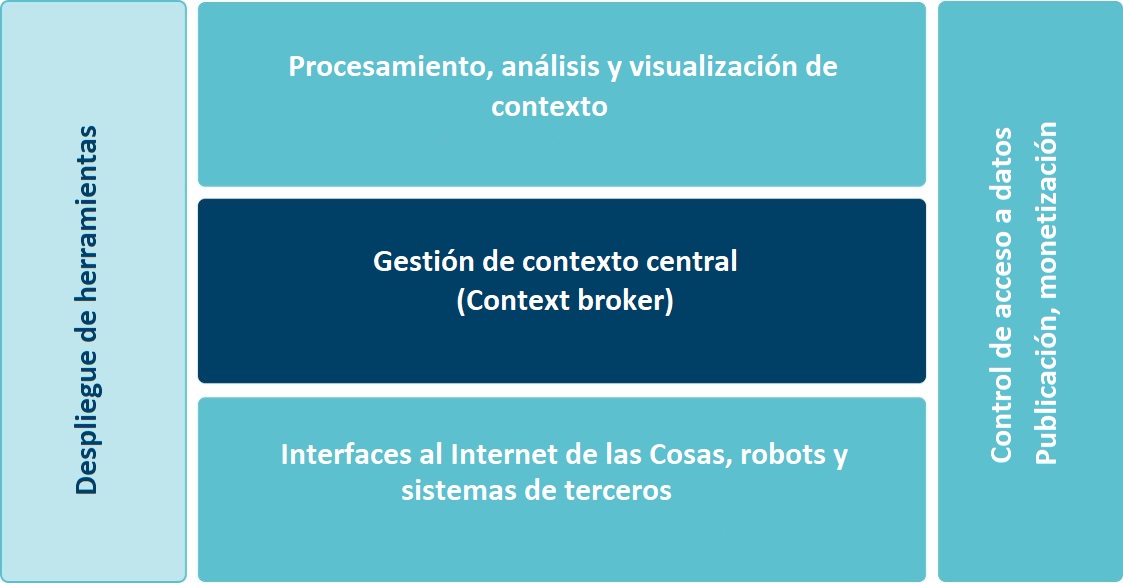 Despliegue de herramientas
Procesamiento, análisis y visualización de
contexto
Gestión de contexto central
(Context broker)
Interfaces al Internet de las Cosas, robots y
sistemas de terceros
Control de acceso a datos
Publicación, monetización